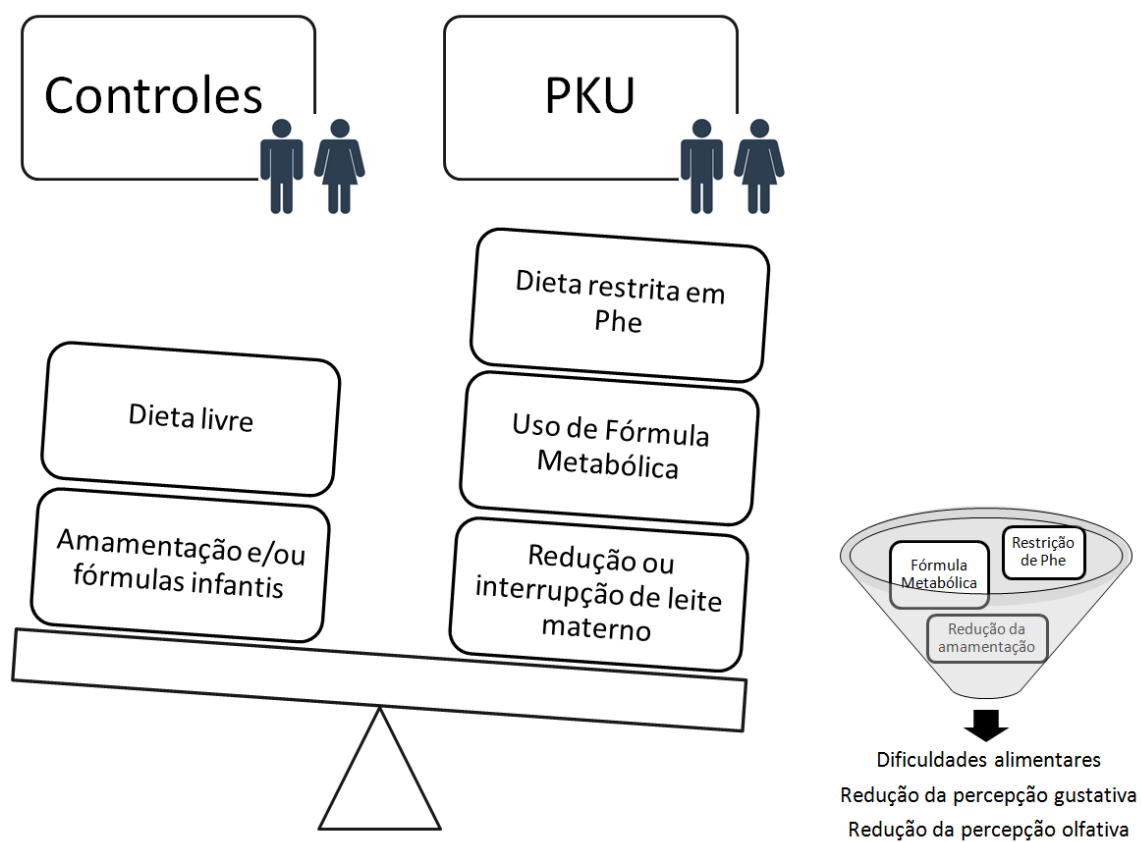 Controles
PKU
Dieta restrita em
Phe
Dieta livre
Uso de Fórmula
Metabólica
Amamentação e/ou
fórmulas infantis
Redução ou
interrupção de leite
materno
Fórmula
Metabólica
Restrição
de Phe
Redução da
amamentação
Dificuldades alimentares
Redução da percepção gustativa
Redução da percepção olfativa